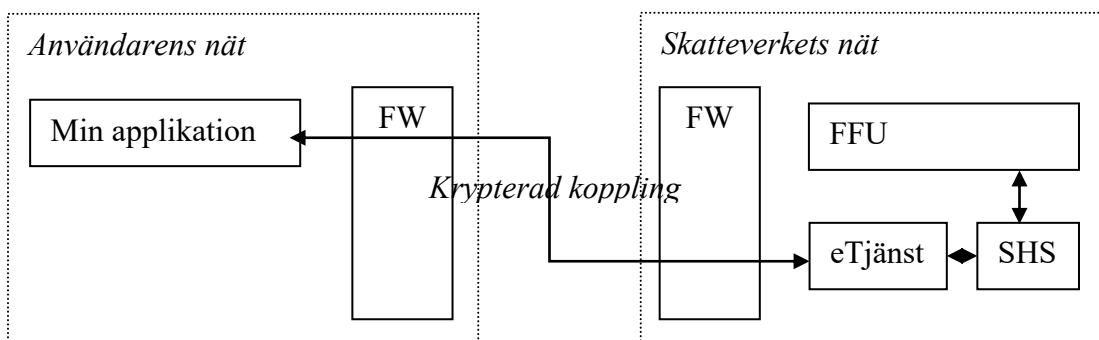 Användarens nät
Skatteverkets nät
Min applikation
FW
FW
FFU
Krypterad koppling
eTjänst
SHS